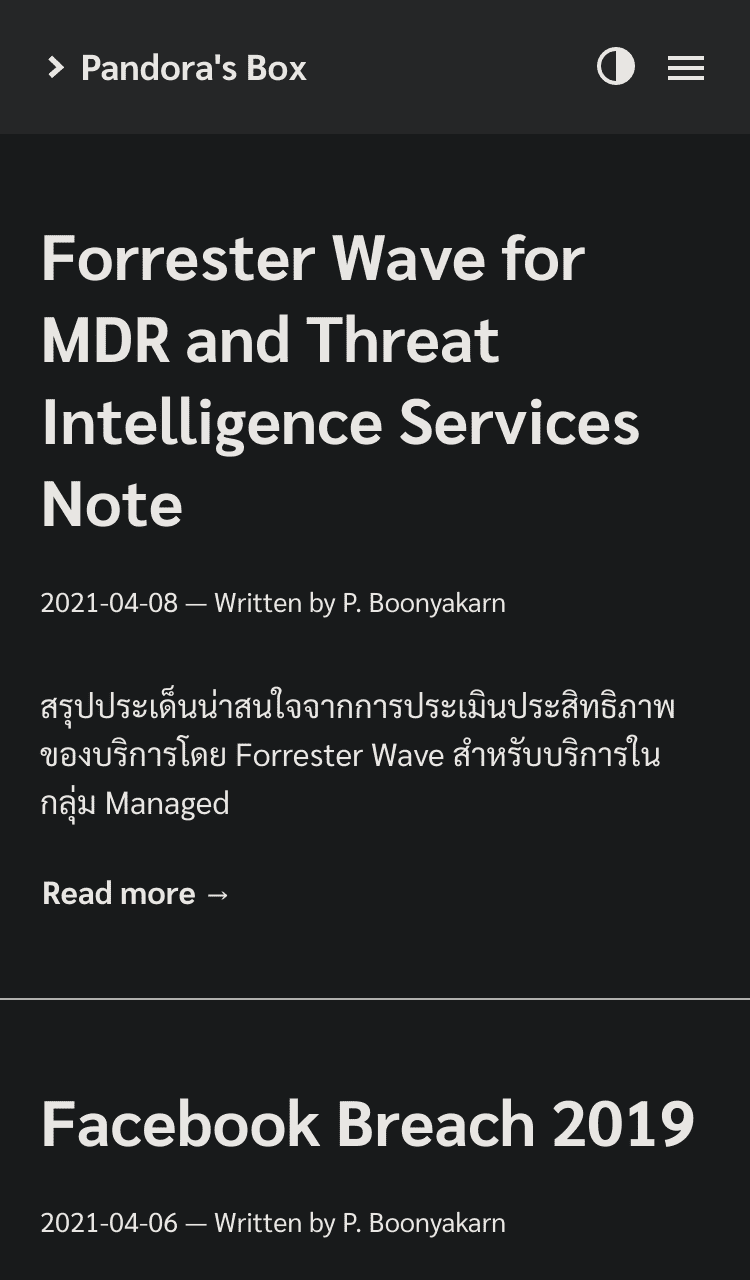 Pandora's Box
Forrester Wave for
MDR and Threat
Intelligence Services
Note
2021-04-08 — Written by P. Boonyakarn
สรุปประเด็นน่าสนใจจากการประเมินประสิทธิภาพ
ของบริการโดย Forrester Wave สำหรับบริการใน
กลุ่ม Managed
Read more →
Facebook Breach 2019
2021-04-06 — Written by P. Boonyakarn